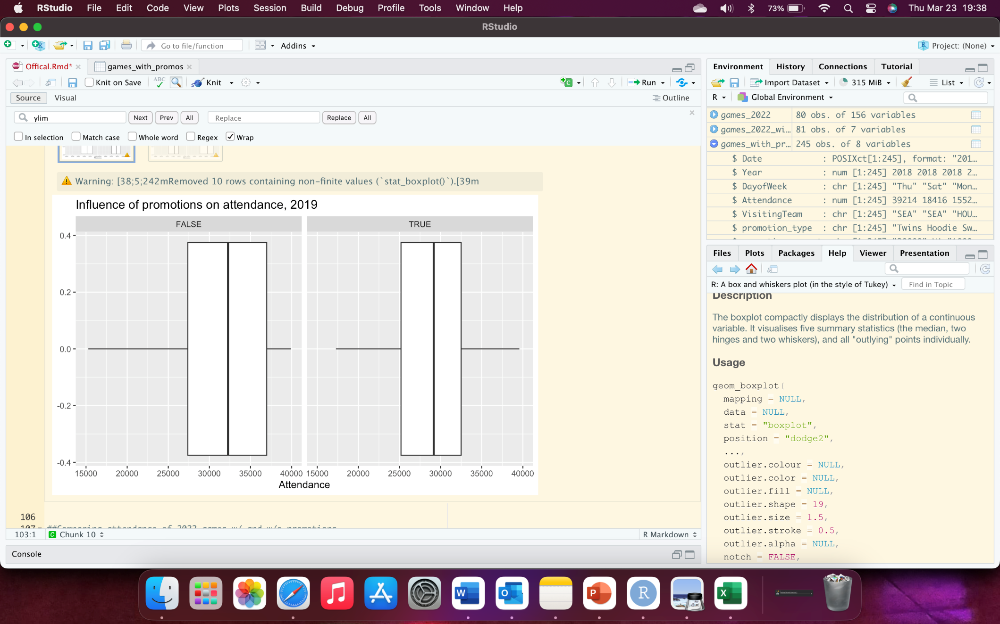 RStudio File Edit Code View Plots Session Build Debug Profile Tools Window Help 73% Thu Mar 23 19:38
RStudio
Go to file/function Addins Project: (None)
Offical.Rmd* games_with_promos
Knit on Save ABC Knit Run
Source Visual Outline
ylim Next Prev All Replace Replace All
In selection Match case Whole word Regex Wrap
Warning: [38;5;242mRemoved 10 rows containing non-finite values (`stat_boxplot()`).[39m
Influence of promotions on attendance, 2019
FALSE TRUE
0.4
0.2
0.0
-0.2
-0.4
15000 20000 25000 30000 35000 40000 15000 20000 25000 30000 35000 40000
Attendance
106
107 ##Comparing attendance of 2022 games w/ and w/o promotions
103:1 C Chunk 10 R Markdown
Console
Environment History Connections Tutorial
Import Dataset 315 MiB List
R Global Environment
games_2022 80 obs. of 156 variables
games_2022_wi… 81 obs. of 7 variables
games_with_pr… 245 obs. of 8 variables
$ Date : POSIXct[1:245], format: "201…
$ Year : num [1:245] 2018 2018 2018 2…
$ DayofWeek : chr [1:245] "Thu" "Sat" "Mon…
$ Attendance : num [1:245] 39214 18416 1552…
$ VisitingTeam : chr [1:245] "SEA" "SEA" "HOU…
$ promotion_type : chr [1:245] "Twins Hoodie Sw…
Files Plots Packages Help Viewer Presentation
R: A box and whiskers plot (in the style of Tukey) Find in Topic
Description
The boxplot compactly displays the distribution of a continuous
variable. It visualises five summary statistics (the median, two
hinges and two whiskers), and all "outlying" points individually.
Usage
geom_boxplot(
mapping = NULL,
data = NULL,
stat = "boxplot",
position = "dodge2",
...,
outlier.colour = NULL,
outlier.color = NULL,
outlier.fill = NULL,
outlier.shape = 19,
outlier.size = 1.5,
outlier.stroke = 0.5,
outlier.alpha = NULL,
notch = FALSE,
W O P R X